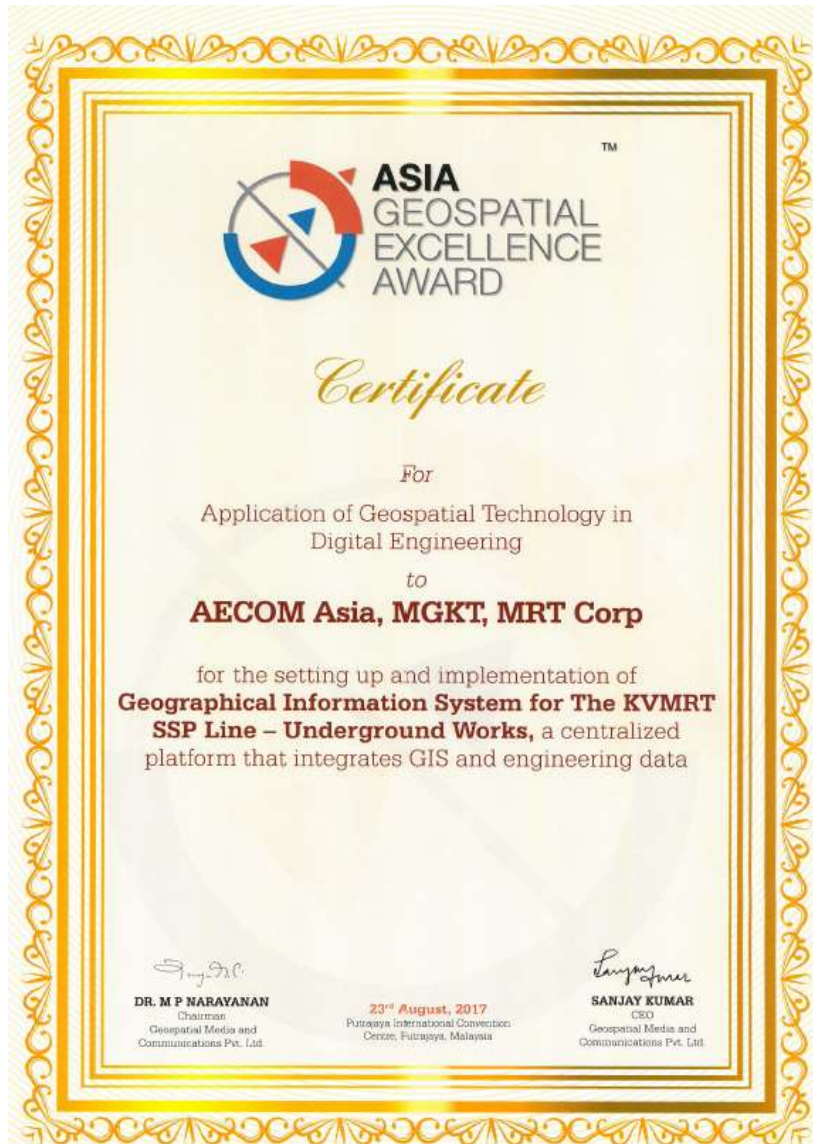 TM
ASIA
GEOSPATIAL
EXCELLENCE
AWARD
Certificate
For
Application of Geospatial Technology in
Digital Engineering
to
AECOM Asia, MGKT, MRT Corp
for the setting up and implementation of
Geographical Information System for The KVMRT
SSP Line – Underground Works, a centralized
platform that integrates GIS and engineering data
DR. M P NARAYANAN
Chairman
Geospatial Media and
Communications Pvt. Ltd.
23rd August, 2017
Putrajaya International Convention
Centre, Putrajaya, Malaysia
SANJAY KUMAR
CEO
Geospatial Media and
Communications Pvt. Ltd.